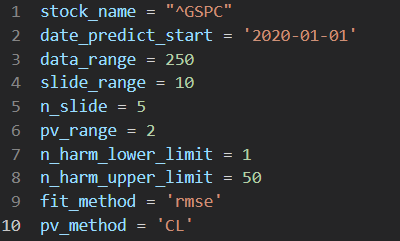 1 stock_name = "^GSPC"
2 date_predict_start = '2020-01-01'
3 data_range = 250
4 slide_range = 10
5 n_slide = 5
6 pv_range = 2
7 n_harm_lower_limit = 1
8 n_harm_upper_limit = 50
9 fit_method = 'rmse'
10 pv_method = 'CL'